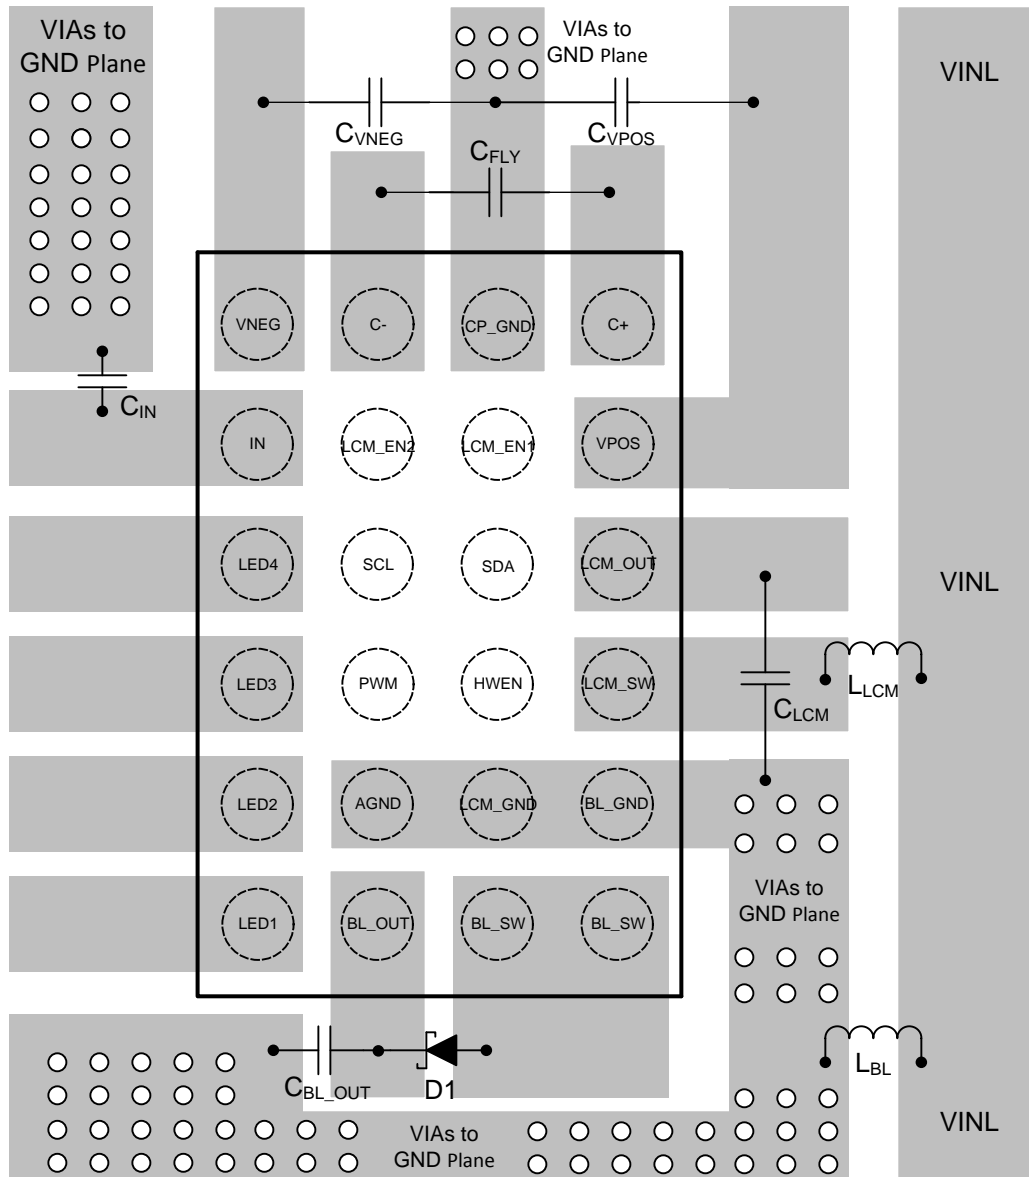 VIAs to
GND Plane
VIAs to
GND Plane
VINL
CVNEG
CVPOS
CFLY
VNEG
C-
CP_GND
C+
CIN
IN
LCM_EN2
LCM_EN1
VPOS
LED4
SCL
SDA
LCM_OUT
VINL
LED3
PWM
HWEN
LCM_SW
CLCM
LLCM
LED2
AGND
LCM_GND
BL_GND
VIAs to
GND Plane
LED1
BL_OUT
BL_SW
BL_SW
CBL_OUT
D1
LBL
VIAs to
GND Plane
VINL